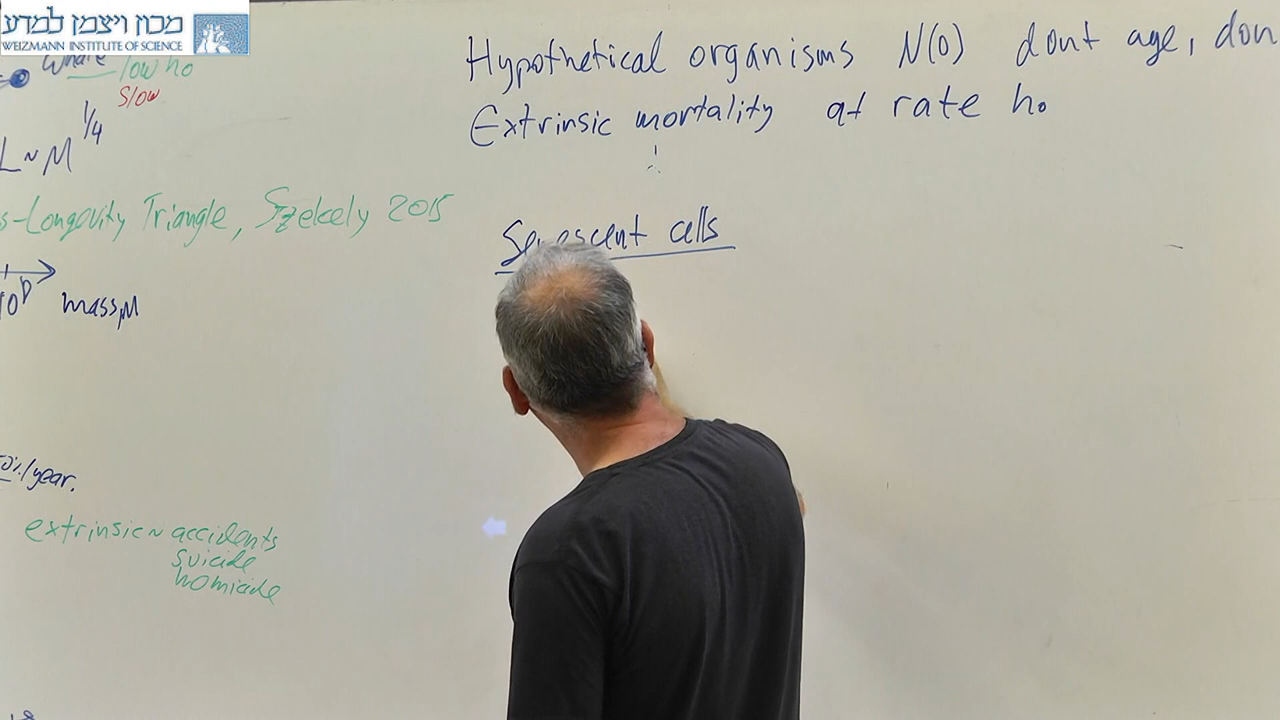 מכון ויצמן למדע
WEIZMANN INSTITUTE OF SCIENCE
Whale low h₀
slow
L~M^1/4
s-Longevity Triangle, Szekely 2015
mass M
%/year.
extrinsic ~ accidents
suicide
homicide
Hypothetical organisms N(0) dont age, don
Extrinsic mortality at rate h₀
Senescent cells